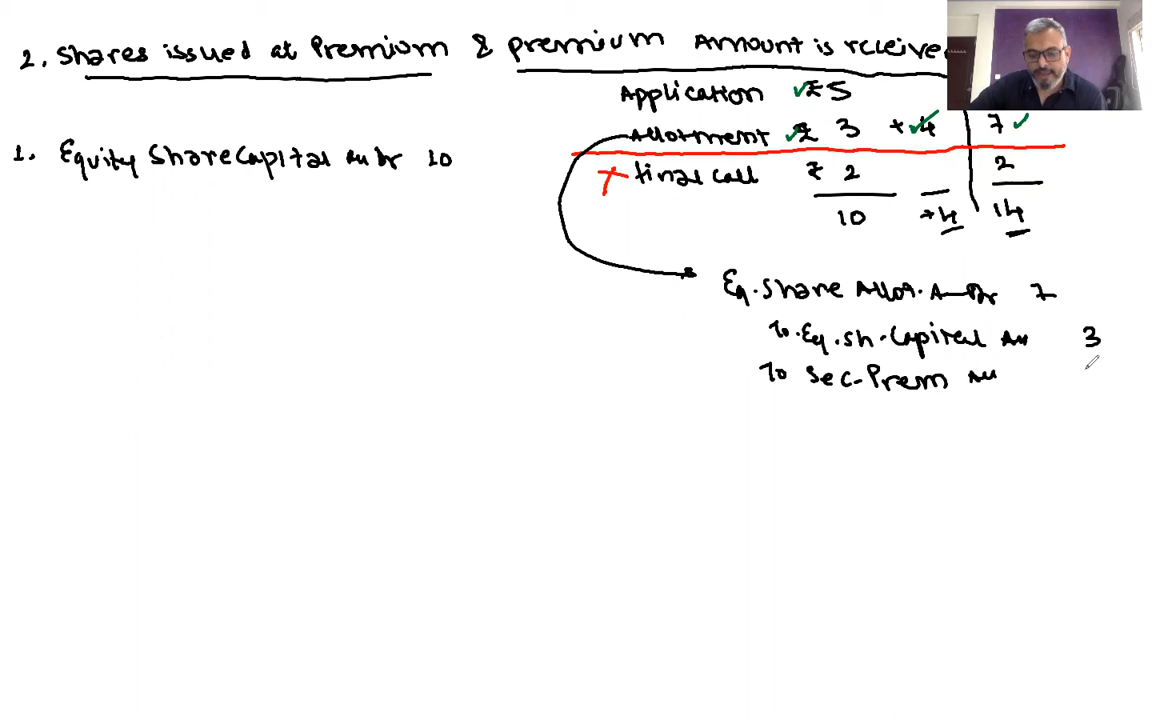 2. Shares issued at Premium & premium Amount is receive
Application ₹5
Allotment ₹ 3 +4 7
1. Equity Share Capital A/c Dr 10
Final call ₹ 2 — 2
10 +4 14
Eq. Share Allot. A/c Dr 7
To Eq. Sh. Capital A/c 3
To Sec. Prem A/c